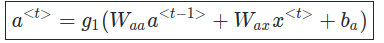 a^{<t>} = g_1(W_{aa}a^{<t-1>} + W_{ax}x^{<t>} + b_a)